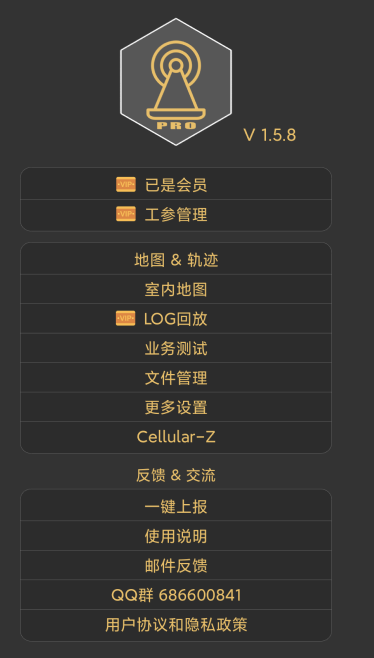 PRO
V 1.5.8
VIP 已是会员
VIP 工参管理
地图 & 轨迹
室内地图
VIP LOG回放
业务测试
文件管理
更多设置
Cellular-Z
反馈 & 交流
一键上报
使用说明
邮件反馈
QQ群 686600841
用户协议和隐私政策